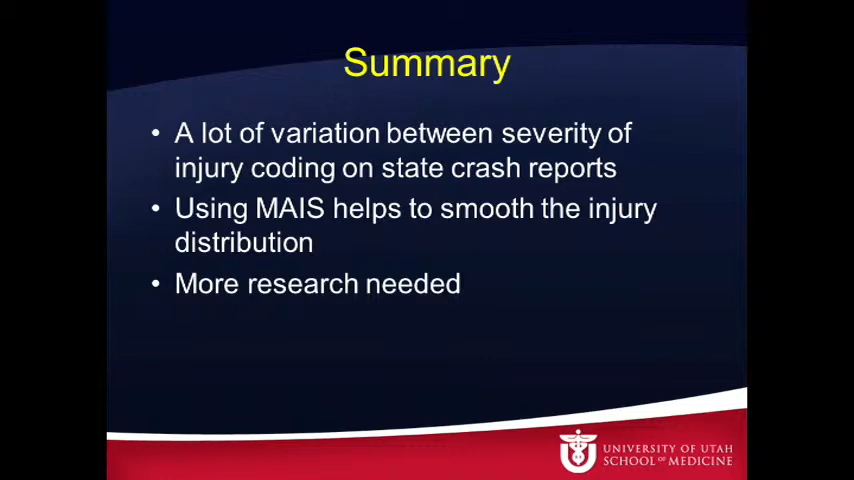 Summary
• A lot of variation between severity of
injury coding on state crash reports
• Using MAIS helps to smooth the injury
distribution
• More research needed
UNIVERSITY OF UTAH
SCHOOL OF MEDICINE